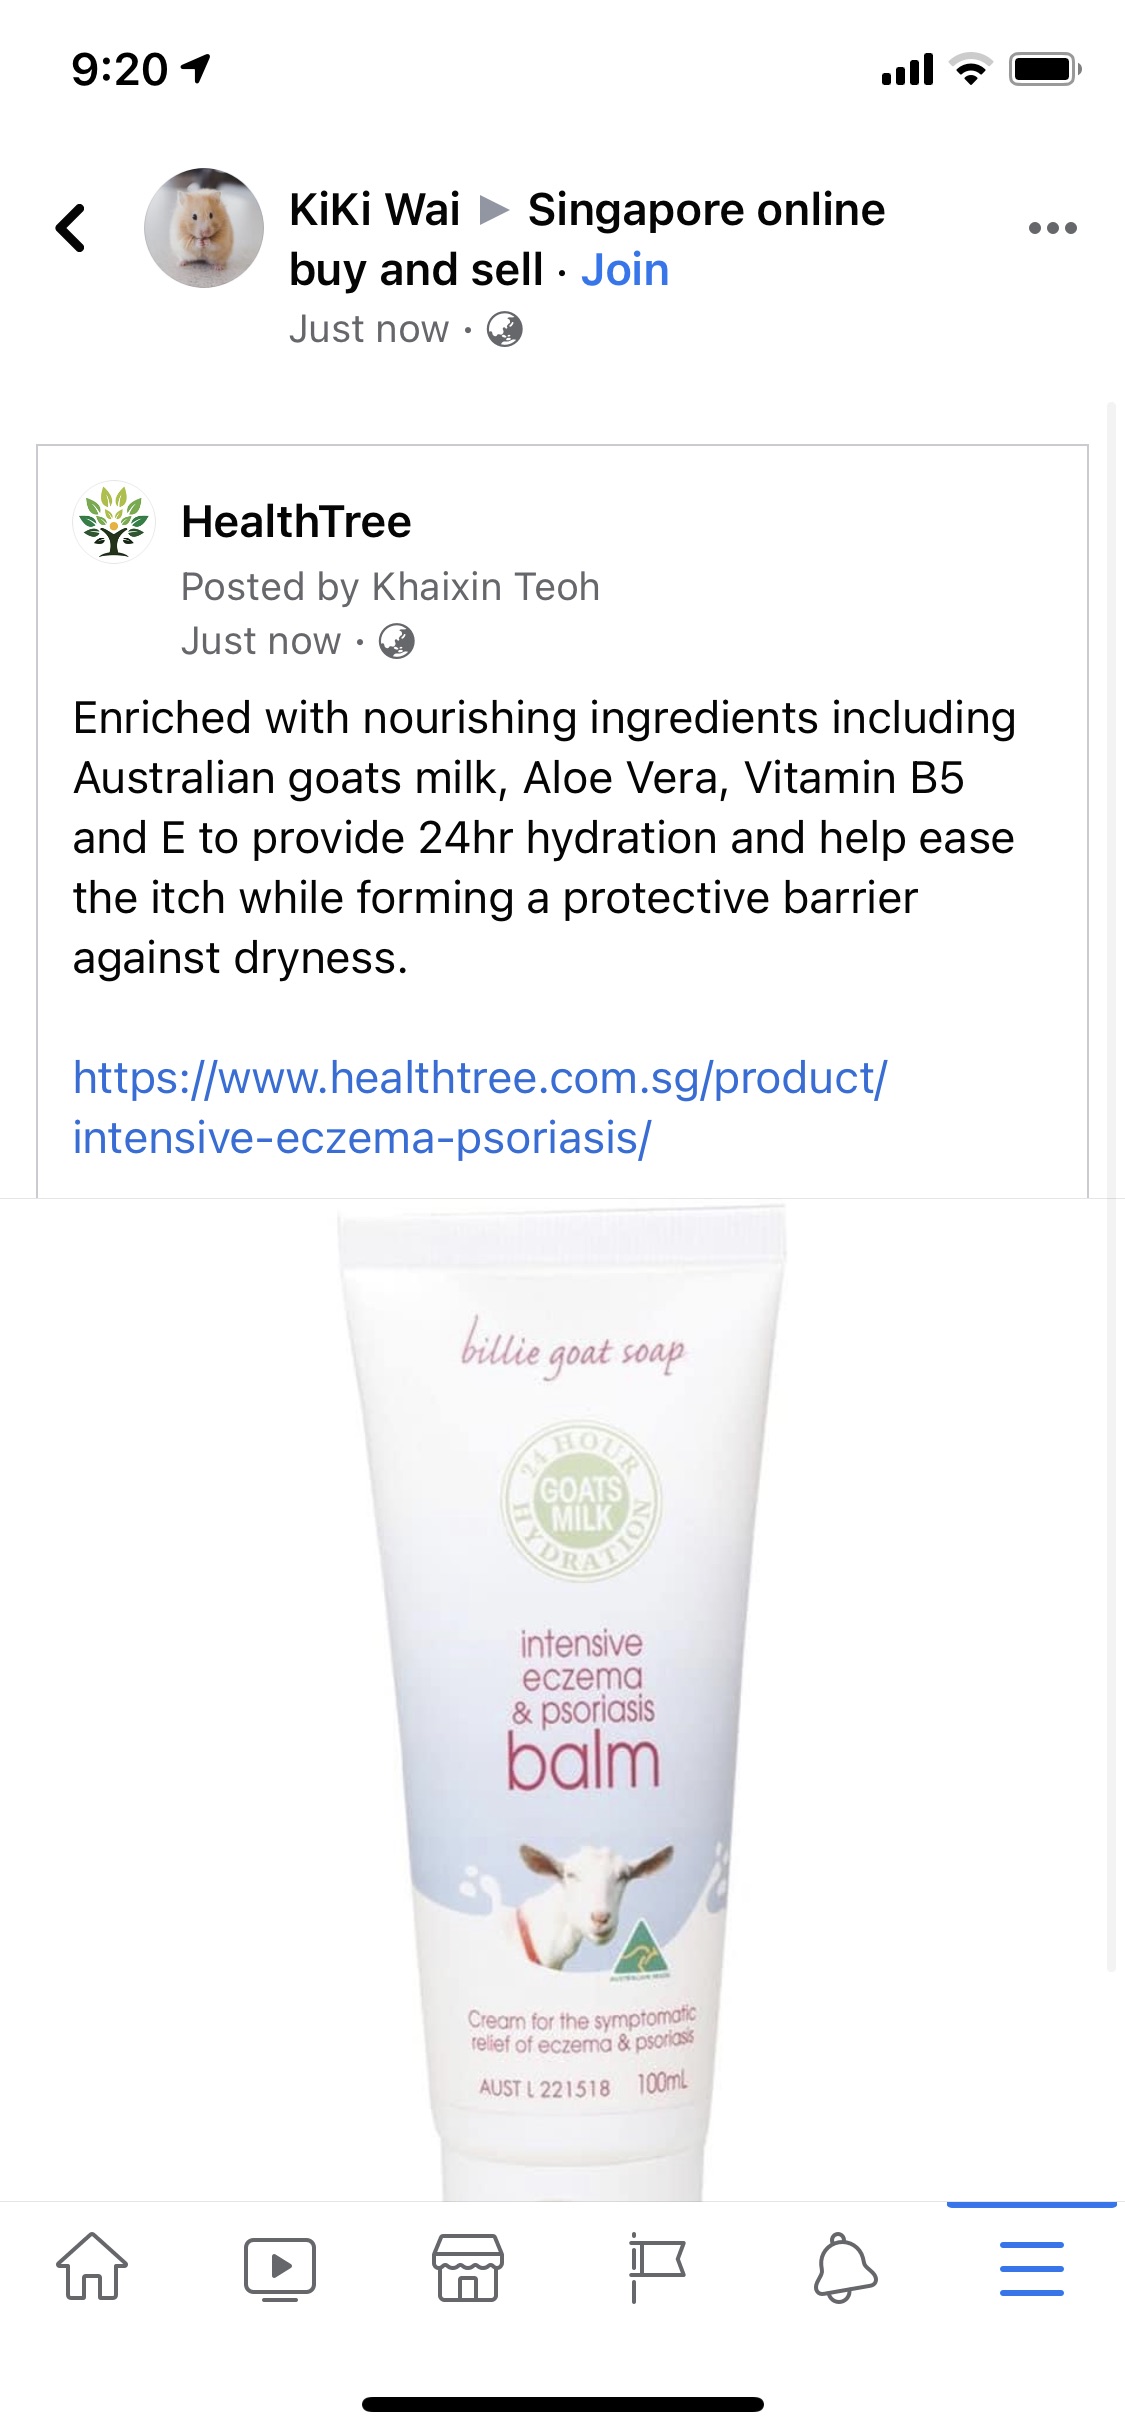 9:20
KiKi Wai ▶ Singapore online
buy and sell · Join
Just now ·
HealthTree
Posted by Khaixin Teoh
Just now ·
Enriched with nourishing ingredients including
Australian goats milk, Aloe Vera, Vitamin B5
and E to provide 24hr hydration and help ease
the itch while forming a protective barrier
against dryness.
https://www.healthtree.com.sg/product/
intensive-eczema-psoriasis/
billie goat soap
24 HOUR
GOATS
MILK
HYDRATION
intensive
eczema
& psoriasis
balm
AUSTRALIAN MADE
Cream for the symptomatic
relief of eczema & psoriasis
AUST L 221518 100mL